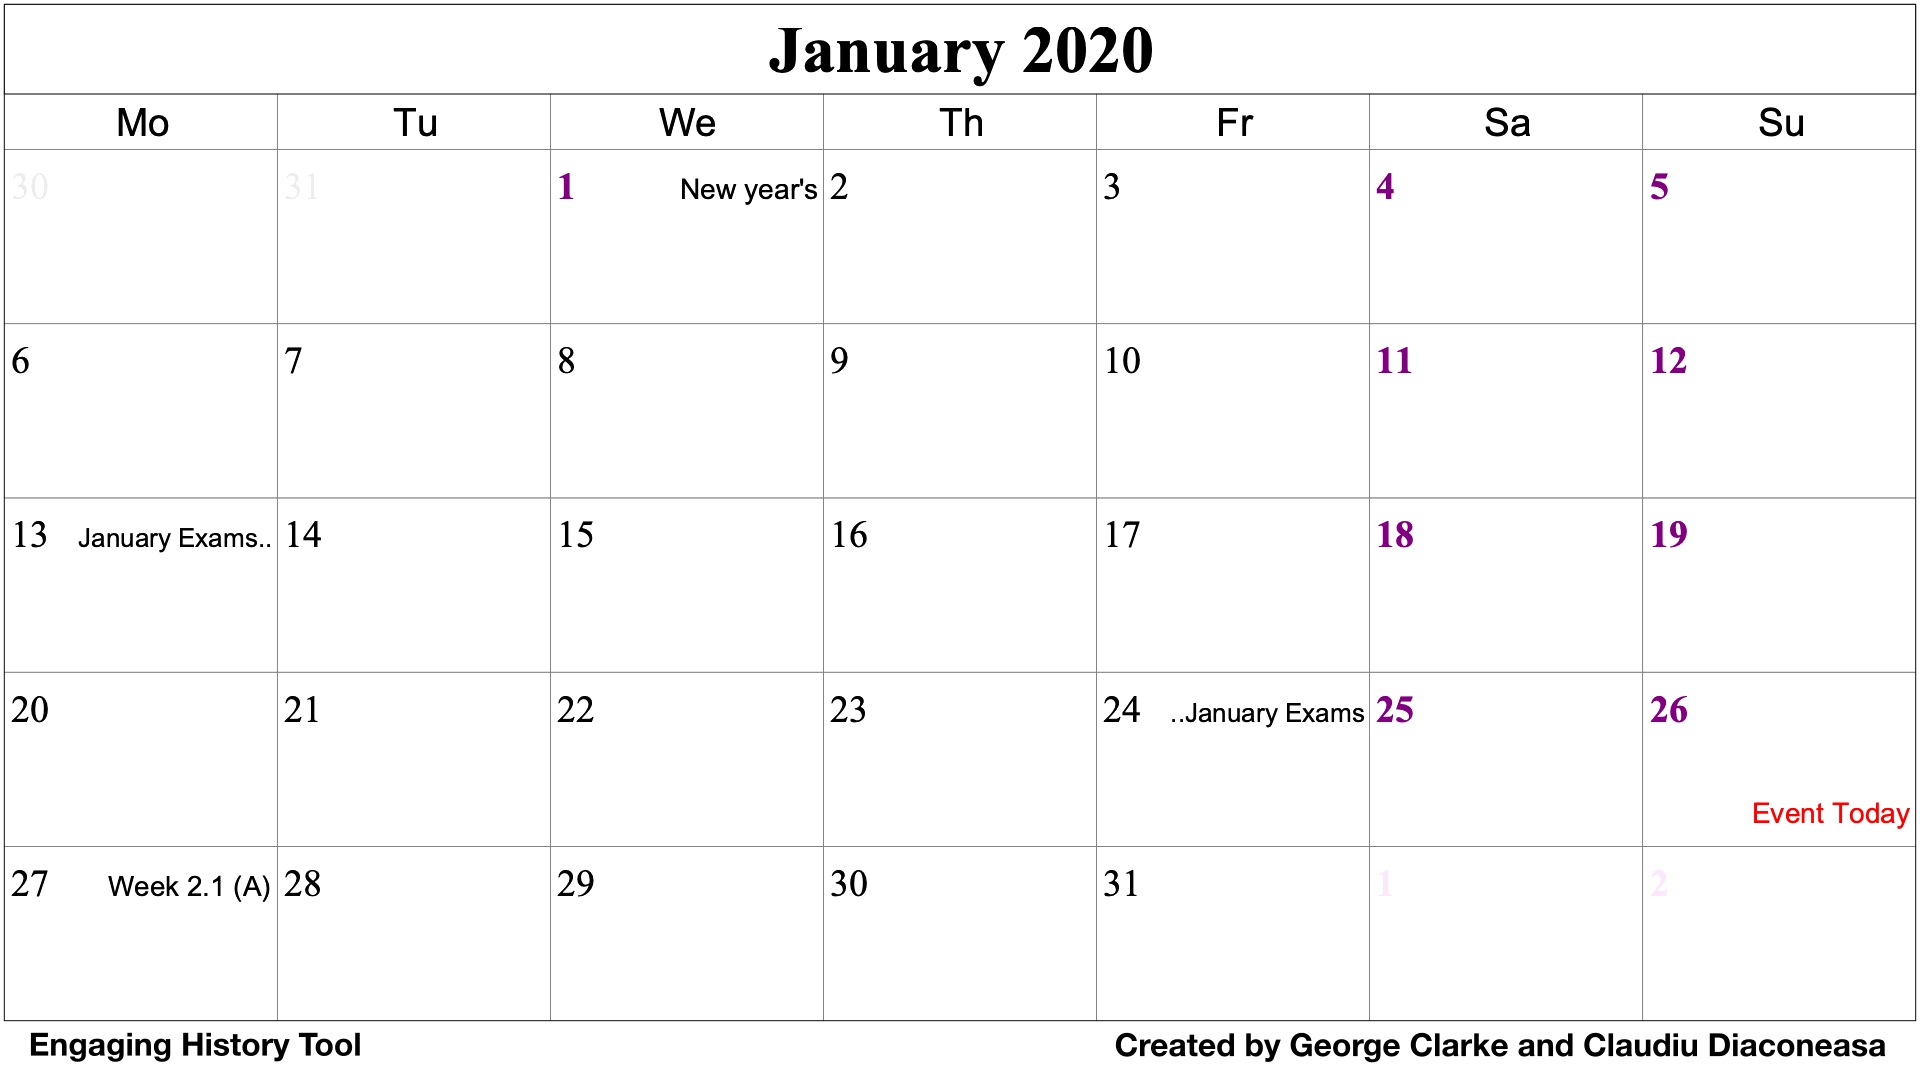 January 2020
Mo Tu We Th Fr Sa Su
30 31 1 New year's 2 3 4 5
6 7 8 9 10 11 12
13 January Exams.. 14 15 16 17 18 19
20 21 22 23 24 ..January Exams 25 26
Event Today
27 Week 2.1 (A) 28 29 30 31 1 2
Engaging History Tool Created by George Clarke and Claudiu Diaconeasa